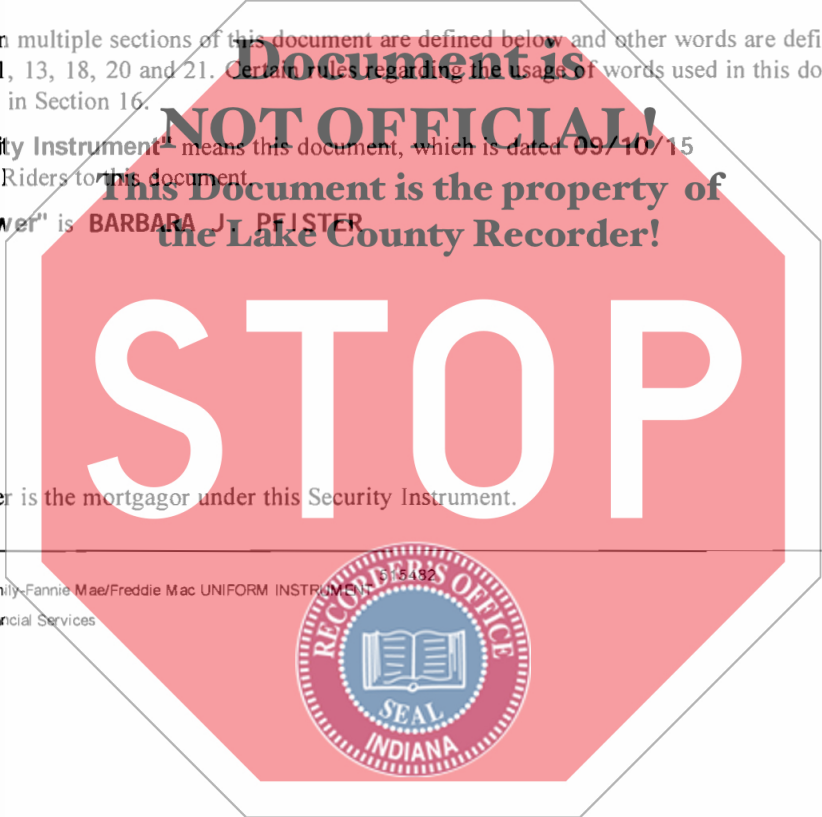 multiple sections of this document are defined below and other words are defi
Document is
, 13, 18, 20 and 21. Certain rules regarding the usage of words used in this do
in Section 16.
NOT OFFICIAL!
ty Instrument" means this document, which is dated 09/10/15
Riders to this document.
This Document is the property of
wer" is BARBARA J. PFISTER
the Lake County Recorder!
STOP
er is the mortgagor under this Security Instrument.
515482
ily-Fannie Mae/Freddie Mac UNIFORM INSTRUMENT
ncial Services
RECORDER'S OFFICE
SEAL
INDIANA